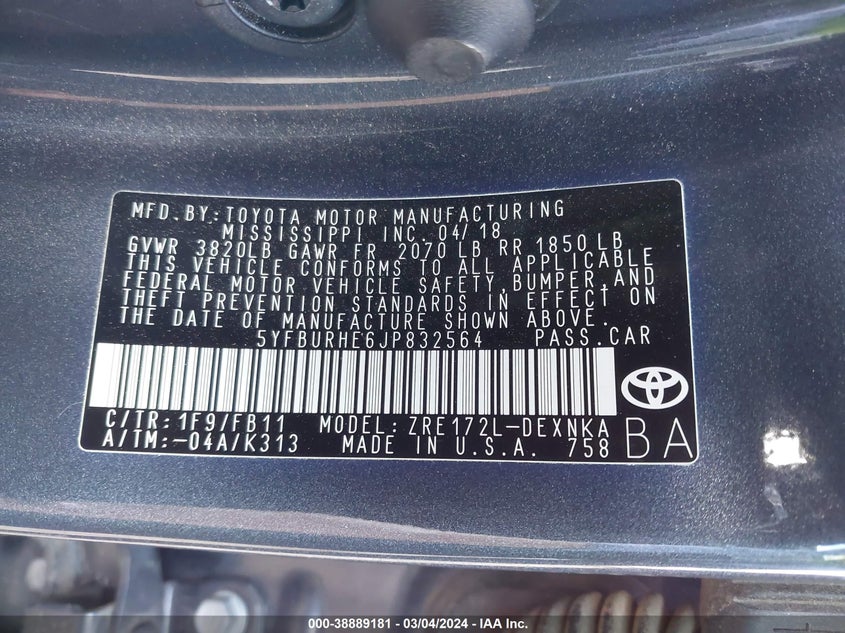 MFD.BY:TOYOTA MOTOR MANUFACTURING
MISSISSIPPI INC. 04/18
GVWR 3820LB GAWR FR 2070 LB RR 1850 LB
THIS VEHICLE CONFORMS TO ALL APPLICABLE
FEDERAL MOTOR VEHICLE SAFETY,BUMPER,AND
THEFT PREVENTION STANDARDS IN EFFECT ON
THE DATE OF MANUFACTURE SHOWN ABOVE.
5YFBURHE6JP832564 PASS.CAR
C/TR:1F9/FB11 MODEL:ZRE172L-DEXNKA
A/TM:-04A/K313 MADE IN U.S.A. 758
BA
000-38889181 - 03/04/2024 - IAA Inc.